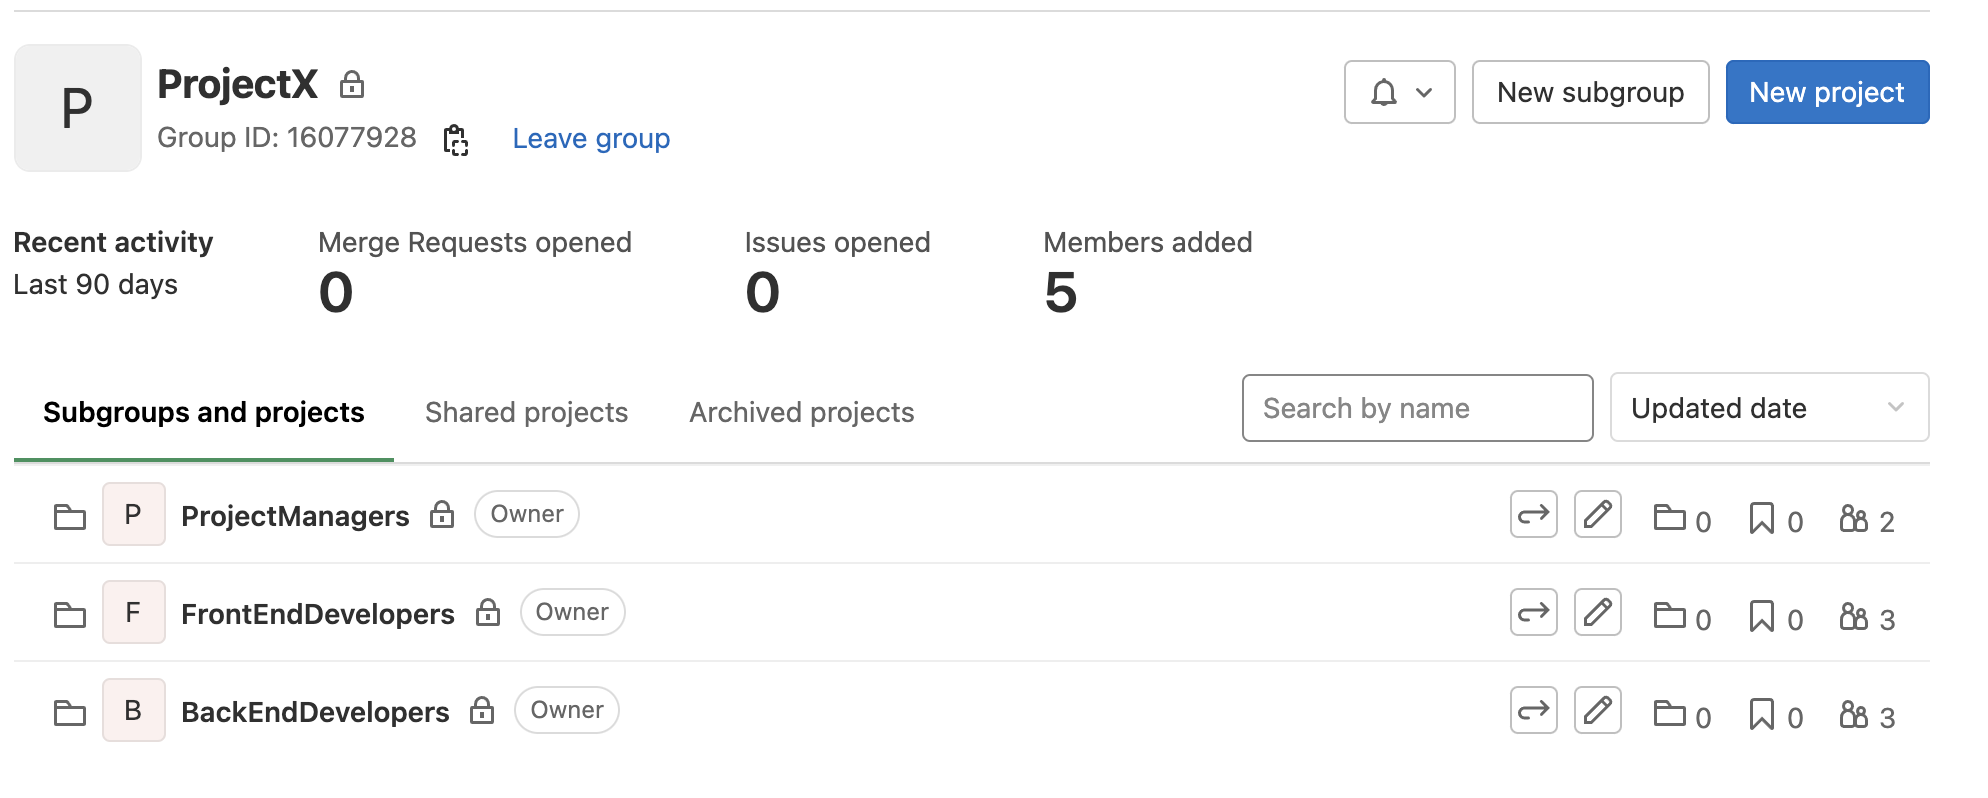 P
ProjectX
Group ID: 16077928 Leave group
New subgroup
New project
Recent activity
Last 90 days
Merge Requests opened
0
Issues opened
0
Members added
5
Subgroups and projects Shared projects Archived projects
Search by name
Updated date
P ProjectManagers Owner 0 0 2
F FrontEndDevelopers Owner 0 0 3
B BackEndDevelopers Owner 0 0 3